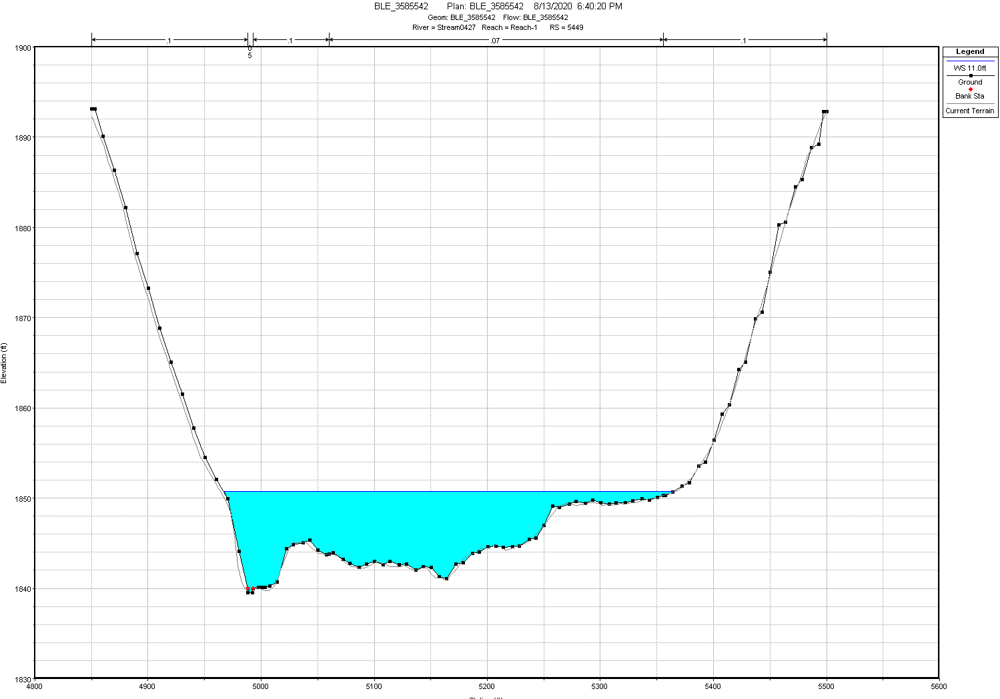 BLE_3585542 Plan: BLE_3585542 8/13/2020 6:40:20 PM
Geom: BLE_3585542 Flow: BLE_3585542
River = Stream0427 Reach = Reach-1 RS = 5449
.1
.05
.1
.07
.1
Legend
WS 11.0ft
Ground
Bank Sta
Current Terrain
Elevation (ft)
1900
1890
1880
1870
1860
1850
1840
1830
4800 4900 5000 5100 5200 5300 5400 5500 5600